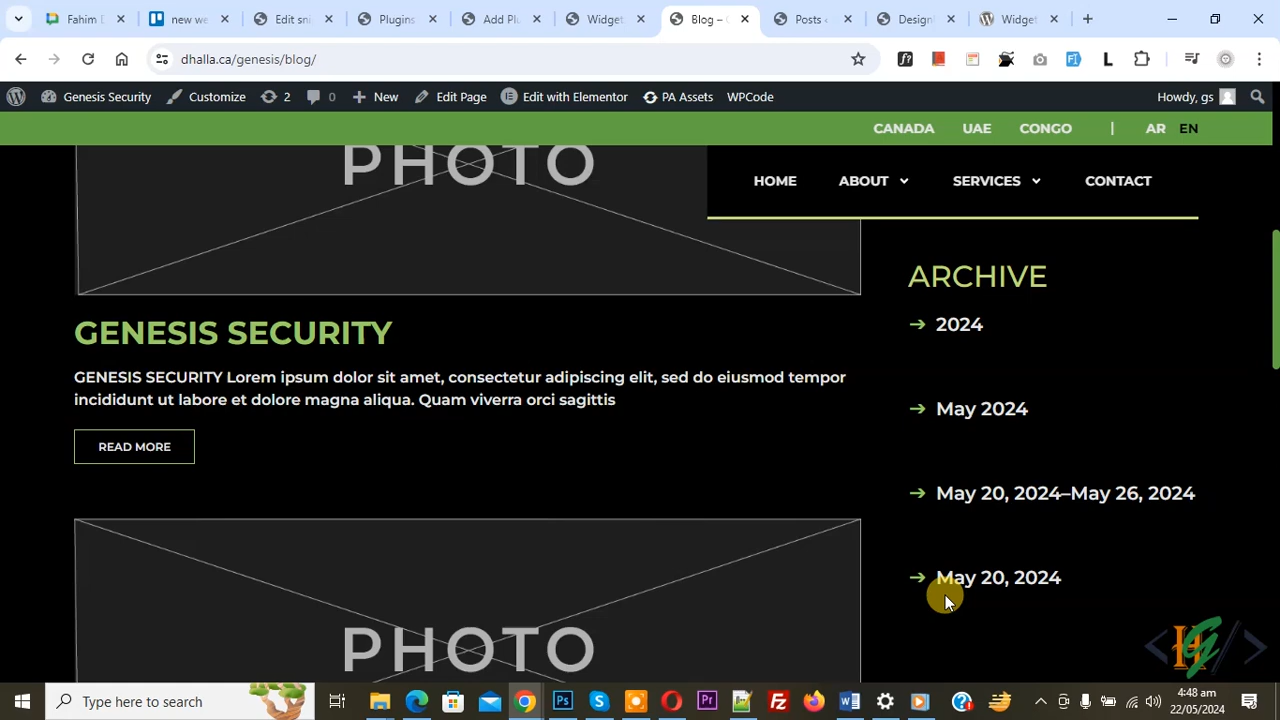 Fahim D
new we
Edit sni
Plugins
Add Plu
Widget
Blog – G
Posts ‹
Design
Widget
dhalla.ca/genesis/blog/
Genesis Security
Customize
2
0
New
Edit Page
Edit with Elementor
PA Assets
WPCode
Howdy, gs
CANADA UAE CONGO | AR EN
HOME ABOUT SERVICES CONTACT
PHOTO
GENESIS SECURITY
GENESIS SECURITY Lorem ipsum dolor sit amet, consectetur adipiscing elit, sed do eiusmod tempor
incididunt ut labore et dolore magna aliqua. Quam viverra orci sagittis
READ MORE
PHOTO
ARCHIVE
2024
May 2024
May 20, 2024–May 26, 2024
May 20, 2024
Type here to search
4:48 am
22/05/2024